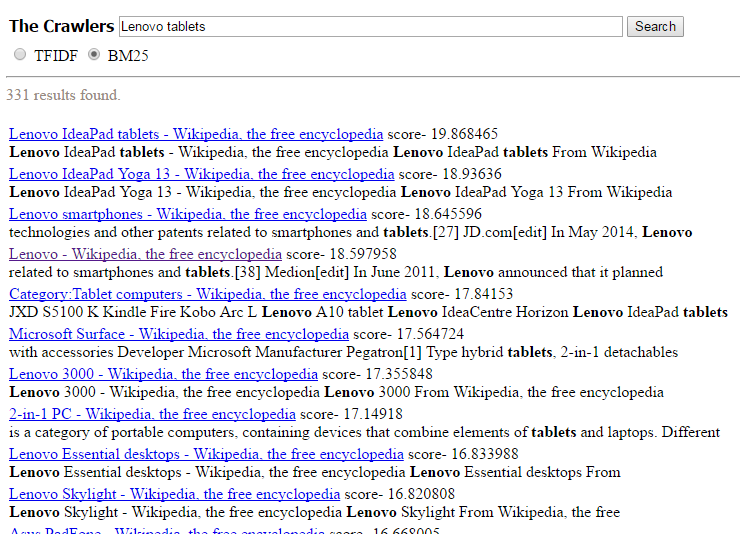 The Crawlers Lenovo tablets Search
TFIDF BM25
331 results found.
Lenovo IdeaPad tablets - Wikipedia, the free encyclopedia score- 19.868465
Lenovo IdeaPad tablets - Wikipedia, the free encyclopedia Lenovo IdeaPad tablets From Wikipedia
Lenovo IdeaPad Yoga 13 - Wikipedia, the free encyclopedia score- 18.93636
Lenovo IdeaPad Yoga 13 - Wikipedia, the free encyclopedia Lenovo IdeaPad Yoga 13 From Wikipedia
Lenovo smartphones - Wikipedia, the free encyclopedia score- 18.645596
technologies and other patents related to smartphones and tablets.[27] JD.com[edit] In May 2014, Lenovo
Lenovo - Wikipedia, the free encyclopedia score- 18.597958
related to smartphones and tablets.[38] Medion[edit] In June 2011, Lenovo announced that it planned
Category:Tablet computers - Wikipedia, the free encyclopedia score- 17.84153
JXD S5100 K Kindle Fire Kobo Arc L Lenovo A10 tablet Lenovo IdeaCentre Horizon Lenovo IdeaPad tablets
Microsoft Surface - Wikipedia, the free encyclopedia score- 17.564724
with accessories Developer Microsoft Manufacturer Pegatron[1] Type hybrid tablets, 2-in-1 detachables
Lenovo 3000 - Wikipedia, the free encyclopedia score- 17.355848
Lenovo 3000 - Wikipedia, the free encyclopedia Lenovo 3000 From Wikipedia, the free encyclopedia
2-in-1 PC - Wikipedia, the free encyclopedia score- 17.14918
is a category of portable computers, containing devices that combine elements of tablets and laptops. Different
Lenovo Essential desktops - Wikipedia, the free encyclopedia score- 16.833988
Lenovo Essential desktops - Wikipedia, the free encyclopedia Lenovo Essential desktops From
Lenovo Skylight - Wikipedia, the free encyclopedia score- 16.820808
Lenovo Skylight - Wikipedia, the free encyclopedia Lenovo Skylight From Wikipedia, the free
Asus PadFone - Wikipedia, the free encyclopedia score- 16.668005